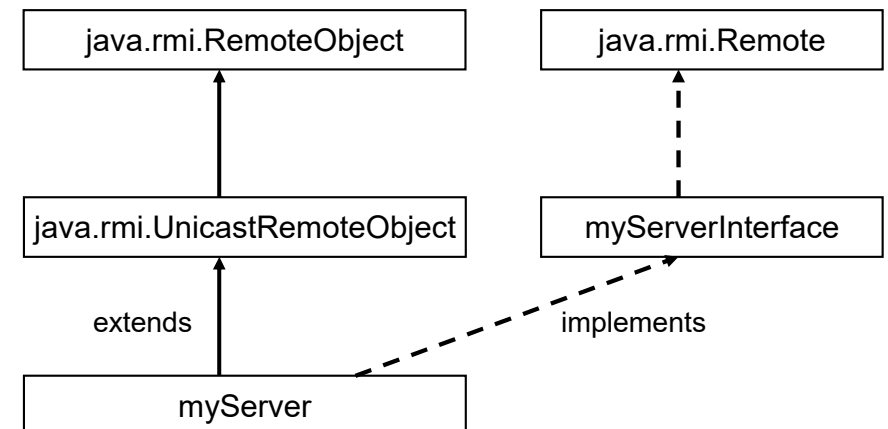 java.rmi.RemoteObject
java.rmi.Remote
java.rmi.UnicastRemoteObject
myServerInterface
extends
implements
myServer